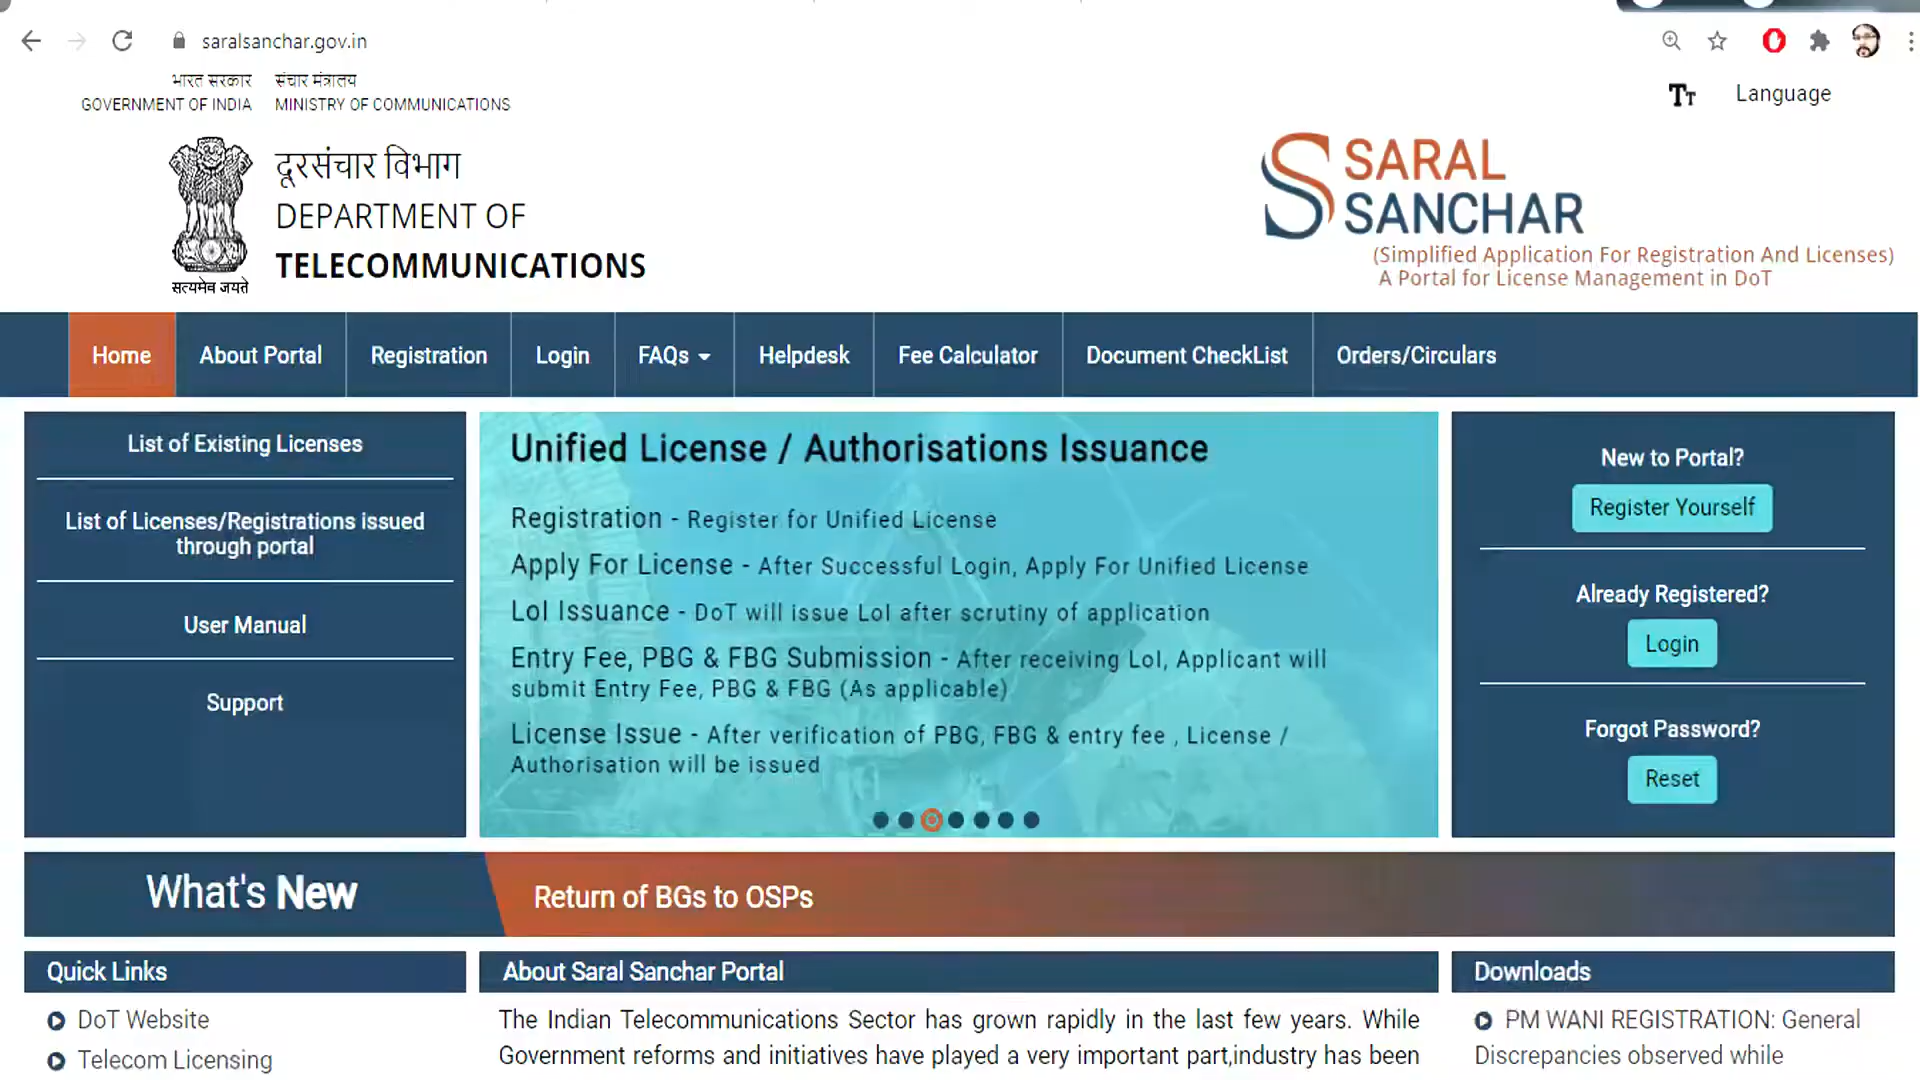 saralsanchar.gov.in
भारत सरकार संचार मंत्रालय
GOVERNMENT OF INDIA MINISTRY OF COMMUNICATIONS
Language
दूरसंचार विभाग
DEPARTMENT OF
TELECOMMUNICATIONS
सत्यमेव जयते
SARAL
SANCHAR
(Simplified Application For Registration And Licenses)
A Portal for License Management in DoT
Home About Portal Registration Login FAQs Helpdesk Fee Calculator Document CheckList Orders/Circulars
List of Existing Licenses
List of Licenses/Registrations issued
through portal
User Manual
Support
Unified License / Authorisations Issuance
Registration - Register for Unified License
Apply For License - After Successful Login, Apply For Unified License
LoI Issuance - DoT will issue LoI after scrutiny of application
Entry Fee, PBG & FBG Submission - After receiving LoI, Applicant will
submit Entry Fee, PBG & FBG (As applicable)
License Issue - After verification of PBG, FBG & entry fee , License /
Authorisation will be issued
New to Portal?
Register Yourself
Already Registered?
Login
Forgot Password?
Reset
What's New
Return of BGs to OSPs
Quick Links
DoT Website
Telecom Licensing
About Saral Sanchar Portal
The Indian Telecommunications Sector has grown rapidly in the last few years. While
Government reforms and initiatives have played a very important part,industry has been
Downloads
PM WANI REGISTRATION: General
Discrepancies observed while